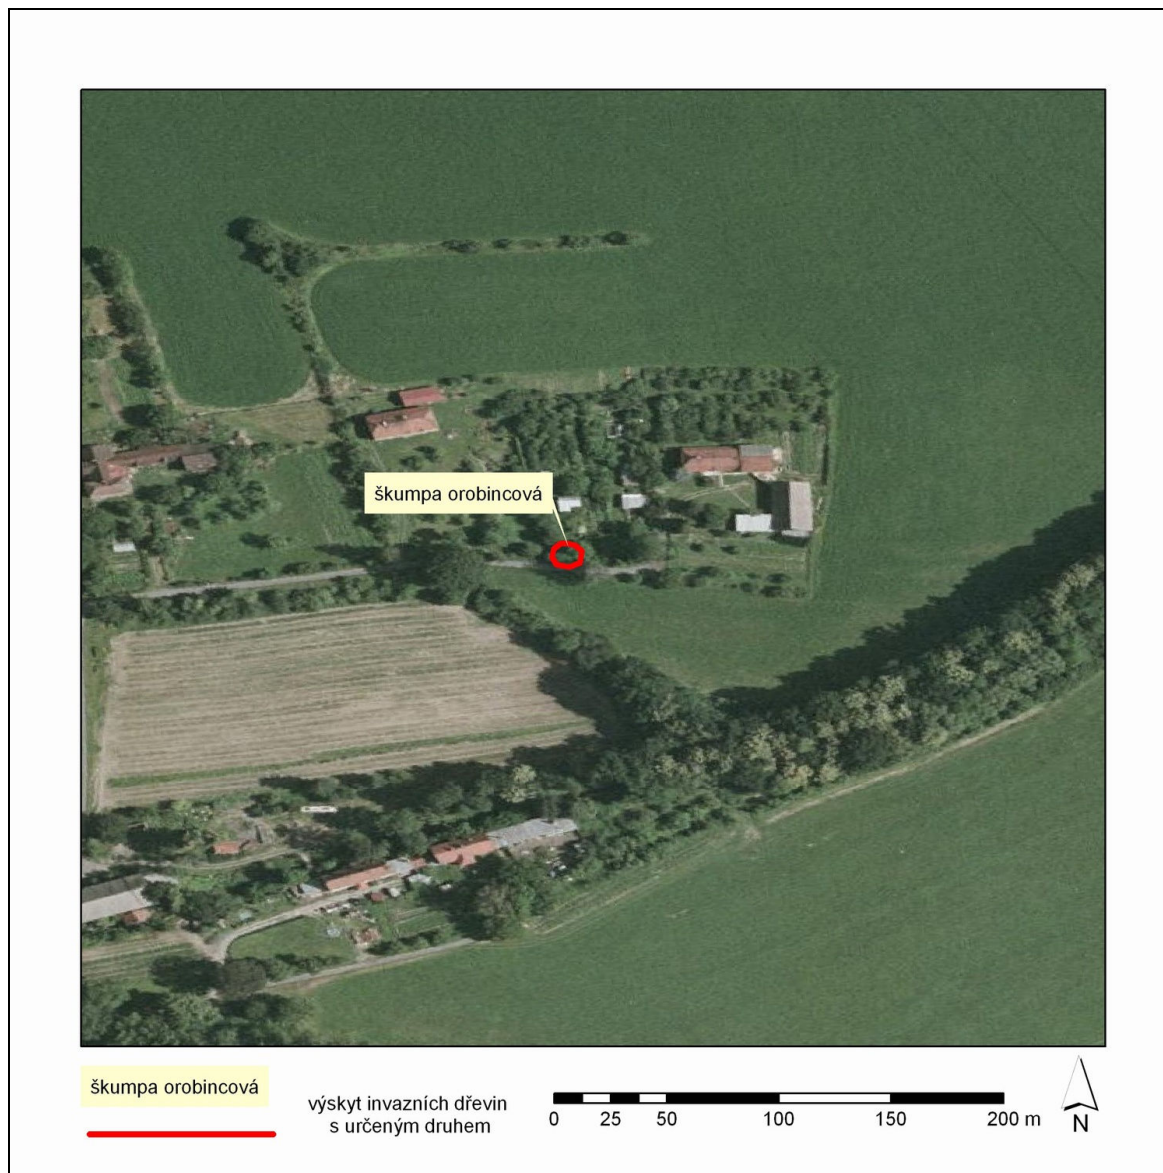 škumpa orobincová
škumpa orobincová
výskyt invazních dřevin
s určeným druhem
0 25 50 100 150 200 m
N